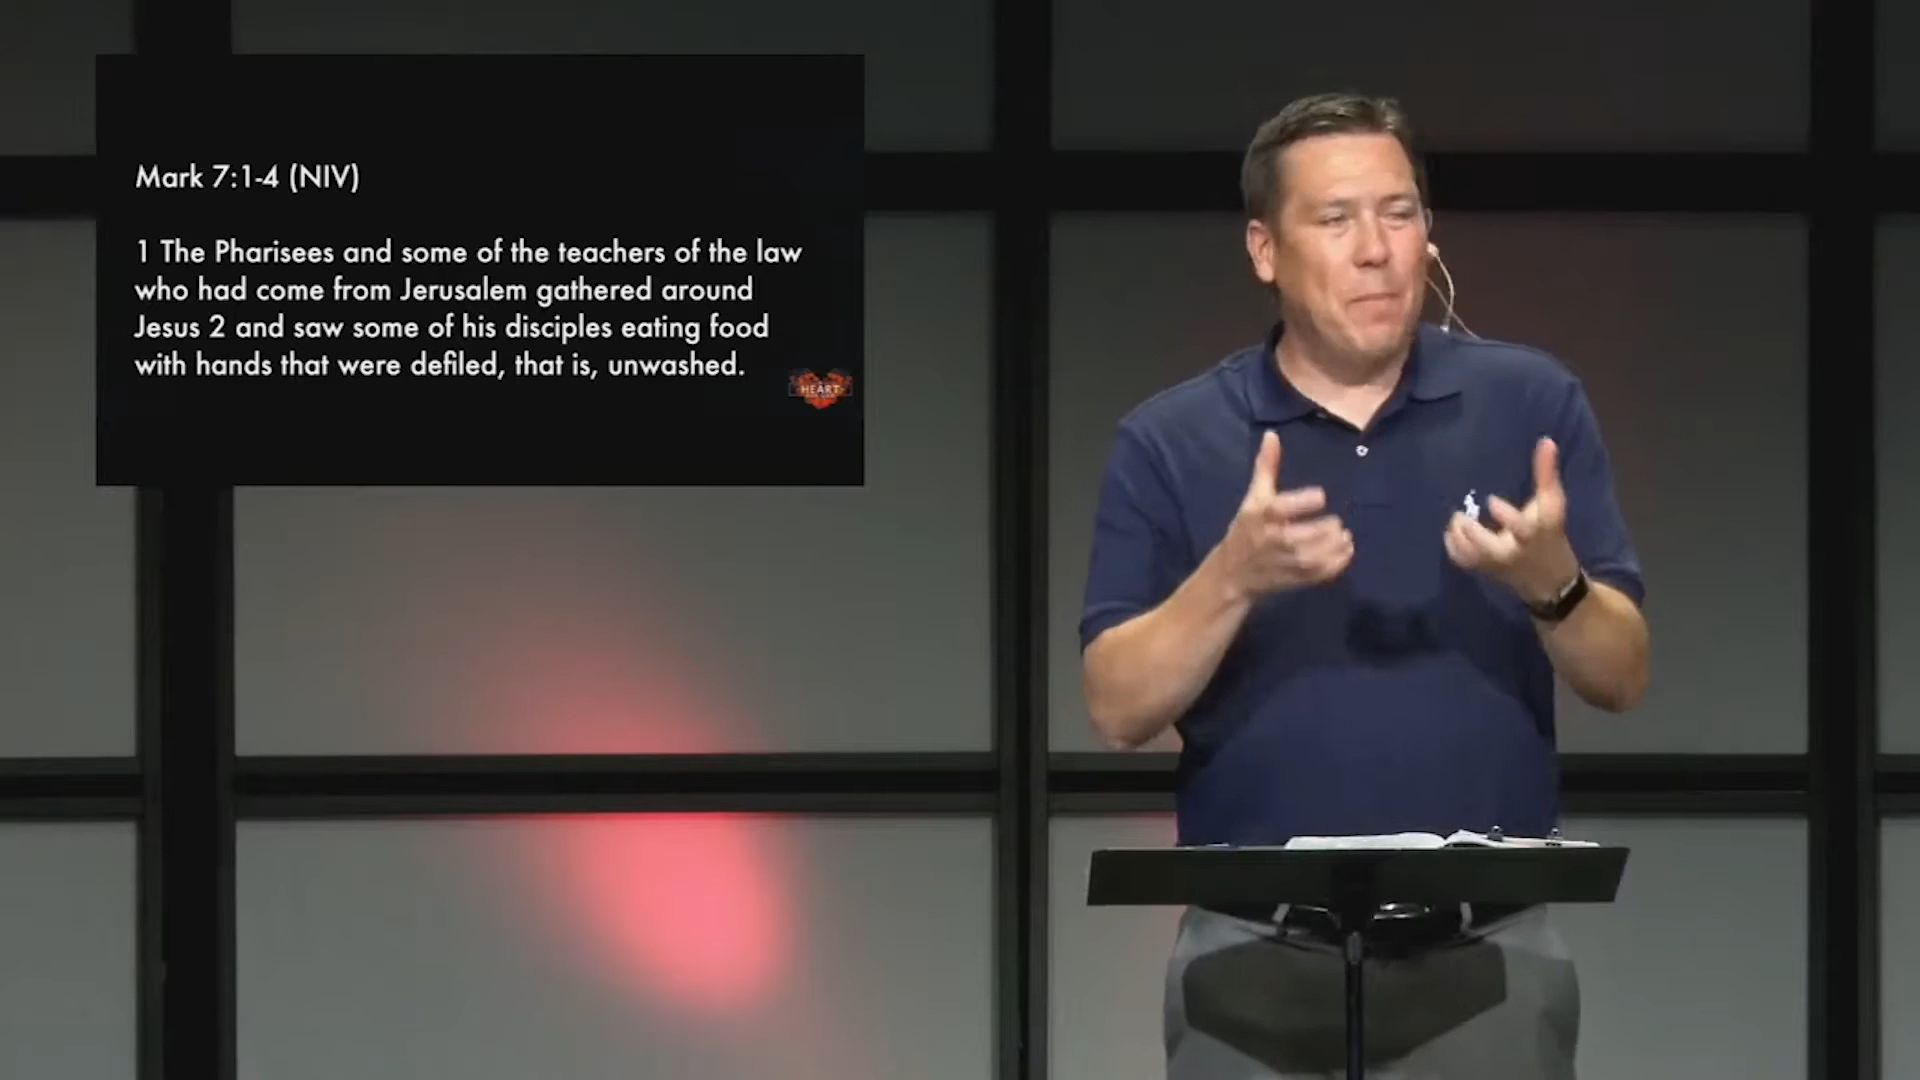 Mark 7:1-4 (NIV)
1 The Pharisees and some of the teachers of the law
who had come from Jerusalem gathered around
Jesus 2 and saw some of his disciples eating food
with hands that were defiled, that is, unwashed.
HEART